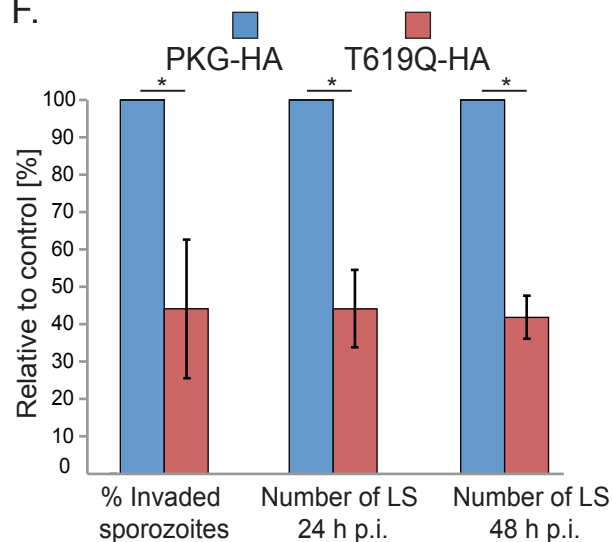 F.
PKG-HA T619Q-HA
* * *
Relative to control [%]
100
90
80
70
60
50
40
30
20
10
0
% Invaded sporozoites
Number of LS 24 h p.i.
Number of LS 48 h p.i.